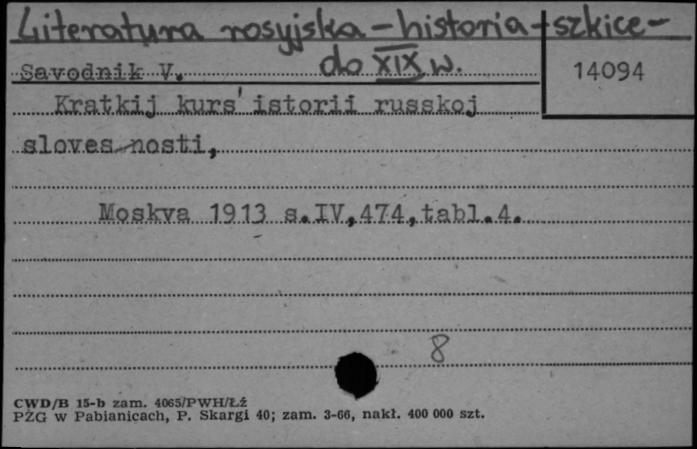 Literatura rosyjska - historia + szkice -
do XIX w.
Savodnik V.
14094
Kratkij kurs' istorii russkoj
sloves nosti,
Moskva 1913 s.IV,474,tabl.4.
8
CWD/B 15-b zam. 4065/PWH/Łź
PZG w Pabianicach, P. Skargi 40; zam. 3-66, nakł. 400 000 szt.